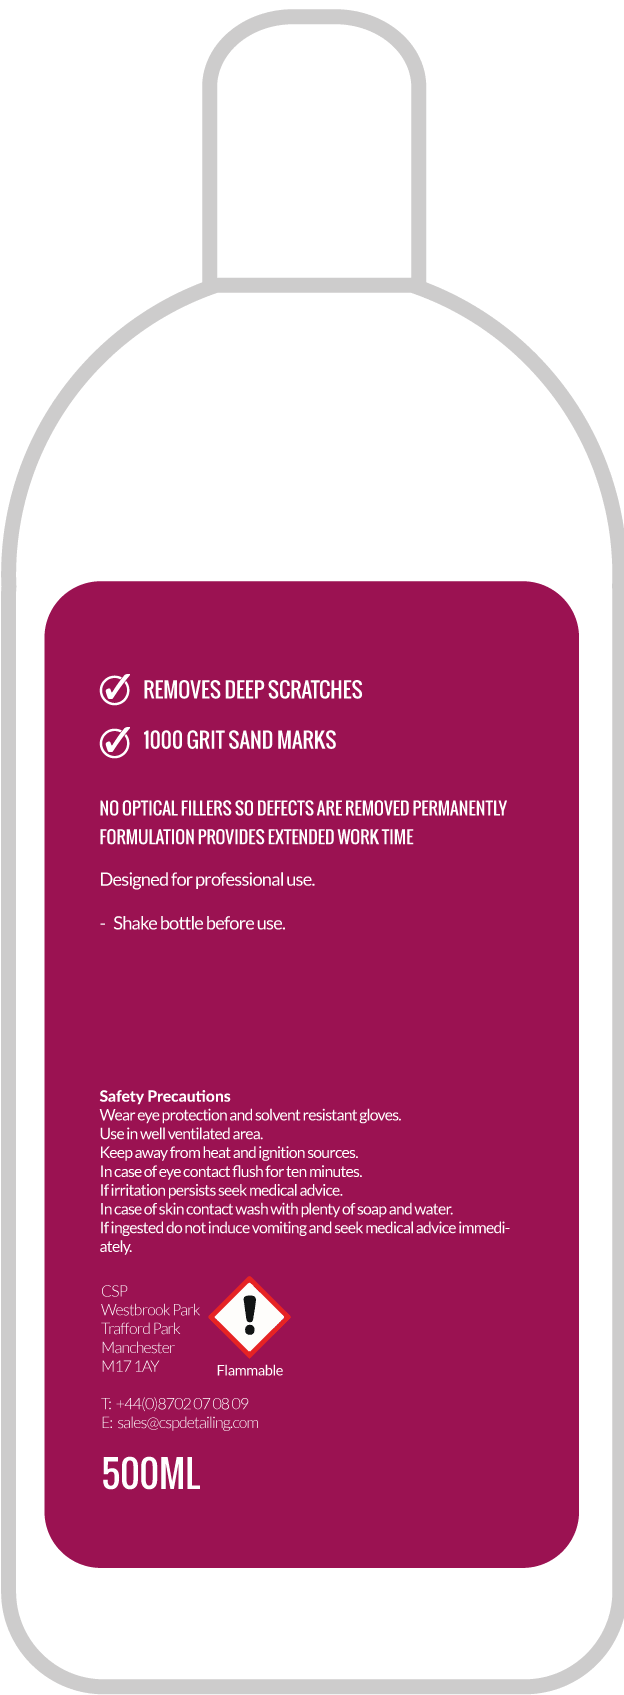 REMOVES DEEP SCRATCHES
1000 GRIT SAND MARKS
NO OPTICAL FILLERS SO DEFECTS ARE REMOVED PERMANENTLY
FORMULATION PROVIDES EXTENDED WORK TIME
Designed for professional use.
- Shake bottle before use.
Safety Precautions
Wear eye protection and solvent resistant gloves.
Use in well ventilated area.
Keep away from heat and ignition sources.
In case of eye contact flush for ten minutes.
If irritation persists seek medical advice.
In case of skin contact wash with plenty of soap and water.
If ingested do not induce vomiting and seek medical advice immedi-
ately.
CSP
Westbrook Park
Trafford Park
Manchester
M17 1AY
!
Flammable
T: +44(0)8702 07 08 09
E: sales@cspdetailing.com
500ML